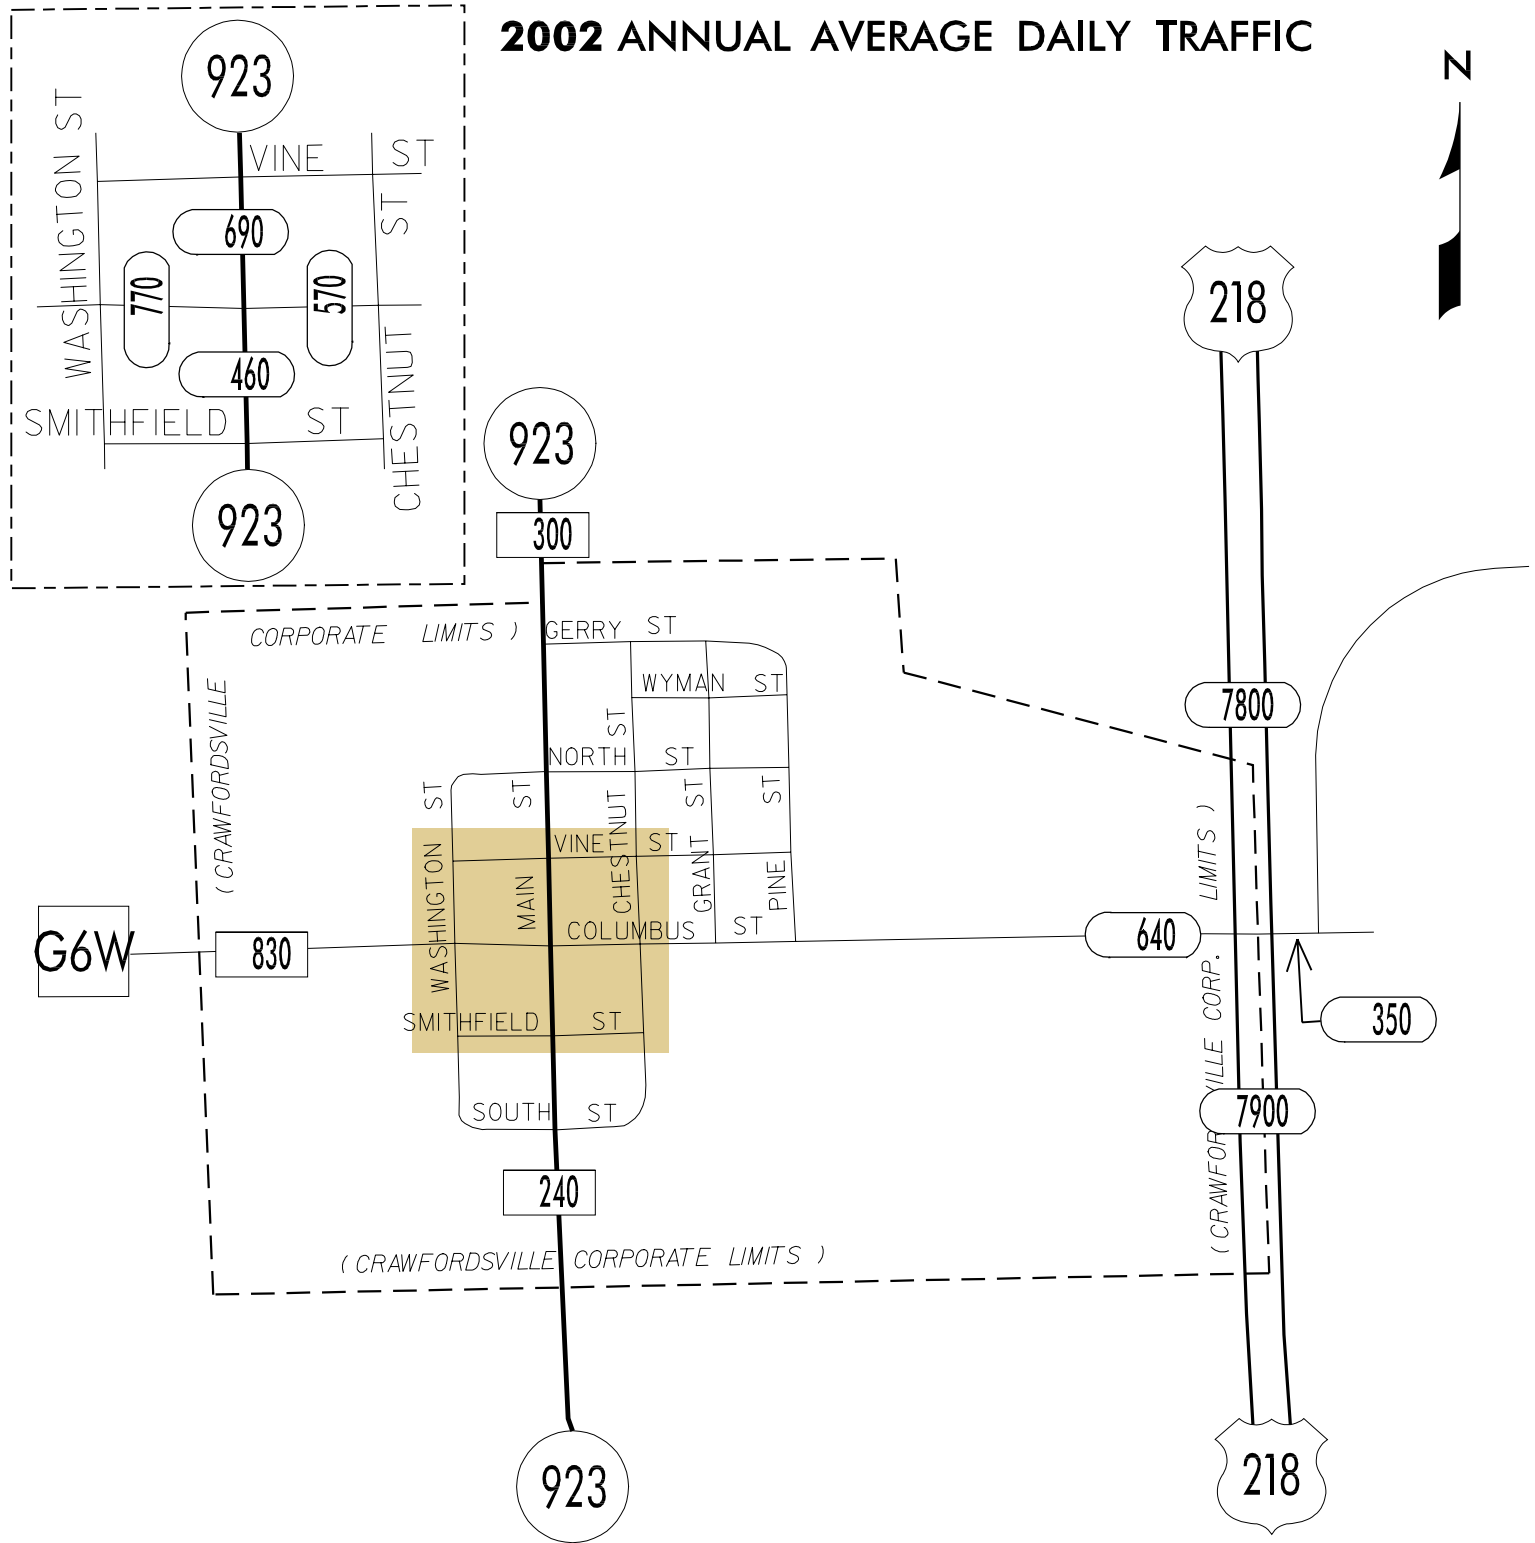 2002 ANNUAL AVERAGE DAILY TRAFFIC
N
923
WASHINGTON ST
VINE ST
CHESTNUT ST
690
770
570
460
SMITHFIELD ST
923
218
923
300
(CRAWFORDSVILLE
CORPORATE LIMITS )
GERRY ST
WYMAN ST
NORTH ST
WASHINGTON ST
MAIN ST
CHESTNUT ST
GRANT ST
PINE ST
VINE ST
COLUMBUS ST
SMITHFIELD ST
SOUTH ST
7800
G6W
830
640
350
7900
(CRAWFORDSVILLE CORP. LIMITS )
240
(CRAWFORDSVILLE CORPORATE LIMITS )
923
218